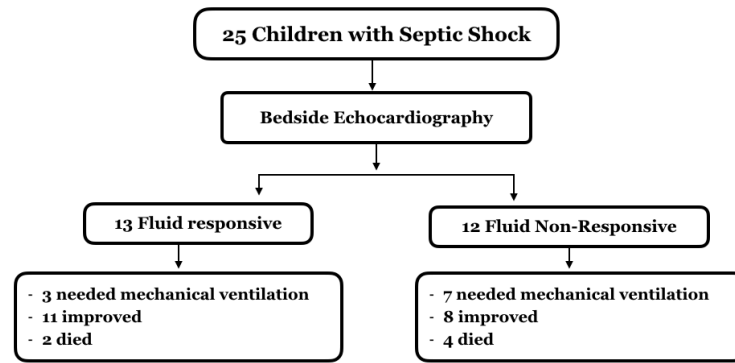 25 Children with Septic Shock
Bedside Echocardiography
13 Fluid responsive
12 Fluid Non-Responsive
- 3 needed mechanical ventilation
- 11 improved
- 2 died
- 7 needed mechanical ventilation
- 8 improved
- 4 died